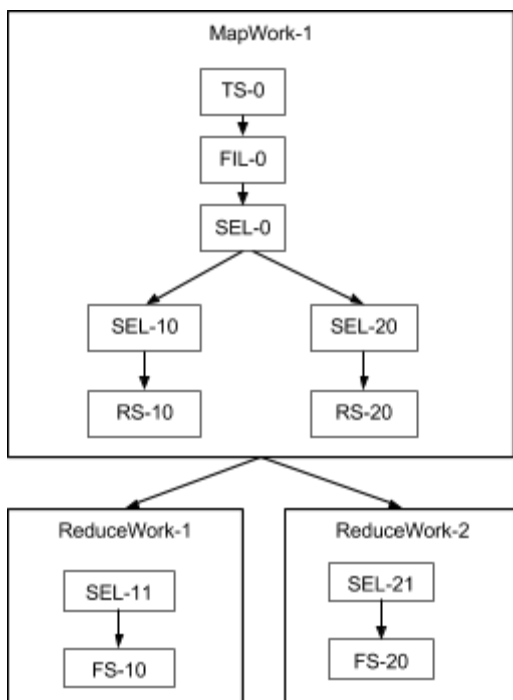 MapWork-1
TS-0
FIL-0
SEL-0
SEL-10
SEL-20
RS-10
RS-20
ReduceWork-1
ReduceWork-2
SEL-11
SEL-21
FS-10
FS-20